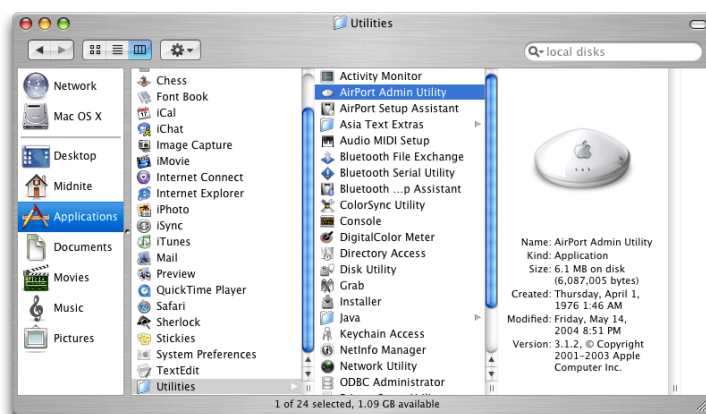 Utilities
local disks
Network
Mac OS X
Desktop
Midnite
Applications
Documents
Movies
Music
Pictures
Chess
Font Book
iCal
iChat
Image Capture
iMovie
Internet Connect
Internet Explorer
iPhoto
iSync
iTunes
Mail
Preview
QuickTime Player
Safari
Sherlock
Stickies
System Preferences
TextEdit
Utilities
Activity Monitor
AirPort Admin Utility
AirPort Setup Assistant
Asia Text Extras
Audio MIDI Setup
Bluetooth File Exchange
Bluetooth Serial Utility
Bluetooth ...p Assistant
ColorSync Utility
Console
DigitalColor Meter
Directory Access
Disk Utility
Grab
Installer
Java
Keychain Access
NetInfo Manager
Network Utility
ODBC Administrator
Name: AirPort Admin Utility
Kind: Application
Size: 6.1 MB on disk
(6,087,005 bytes)
Created: Thursday, April 1,
1976 1:46 AM
Modified: Friday, May 14,
2004 8:51 PM
Version: 3.1.2, © Copyright
2001-2003 Apple
Computer Inc.
1 of 24 selected, 1.09 GB available